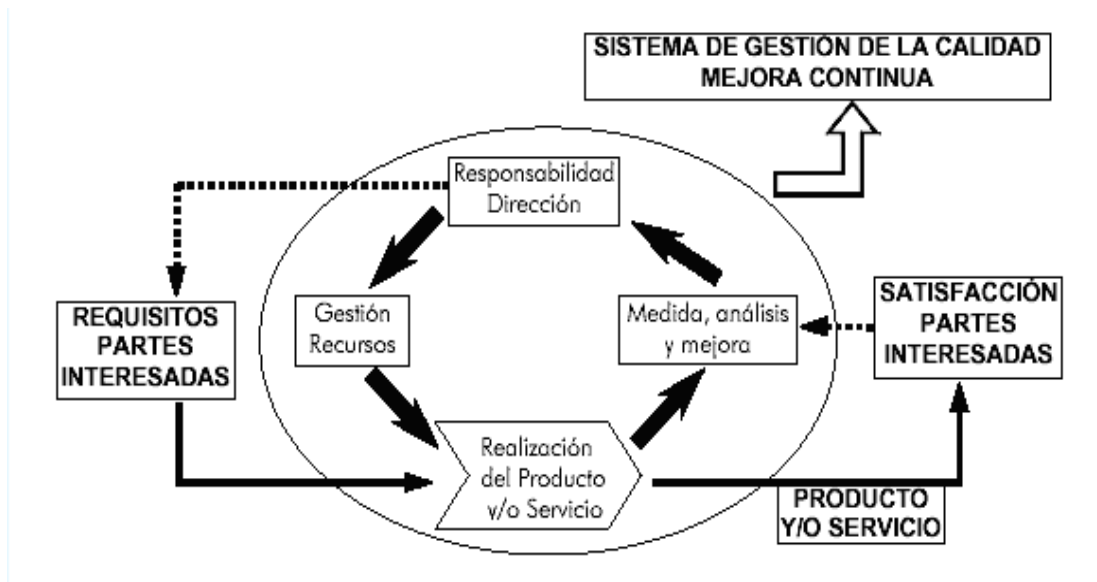 SISTEMA DE GESTIÓN DE LA CALIDAD
MEJORA CONTINUA
Responsabilidad
Dirección
REQUISITOS
PARTES
INTERESADAS
Gestión
Recursos
Medida, análisis
y mejora
SATISFACCIÓN
PARTES
INTERESADAS
Realización
del Producto
y/o Servicio
PRODUCTO
Y/O SERVICIO